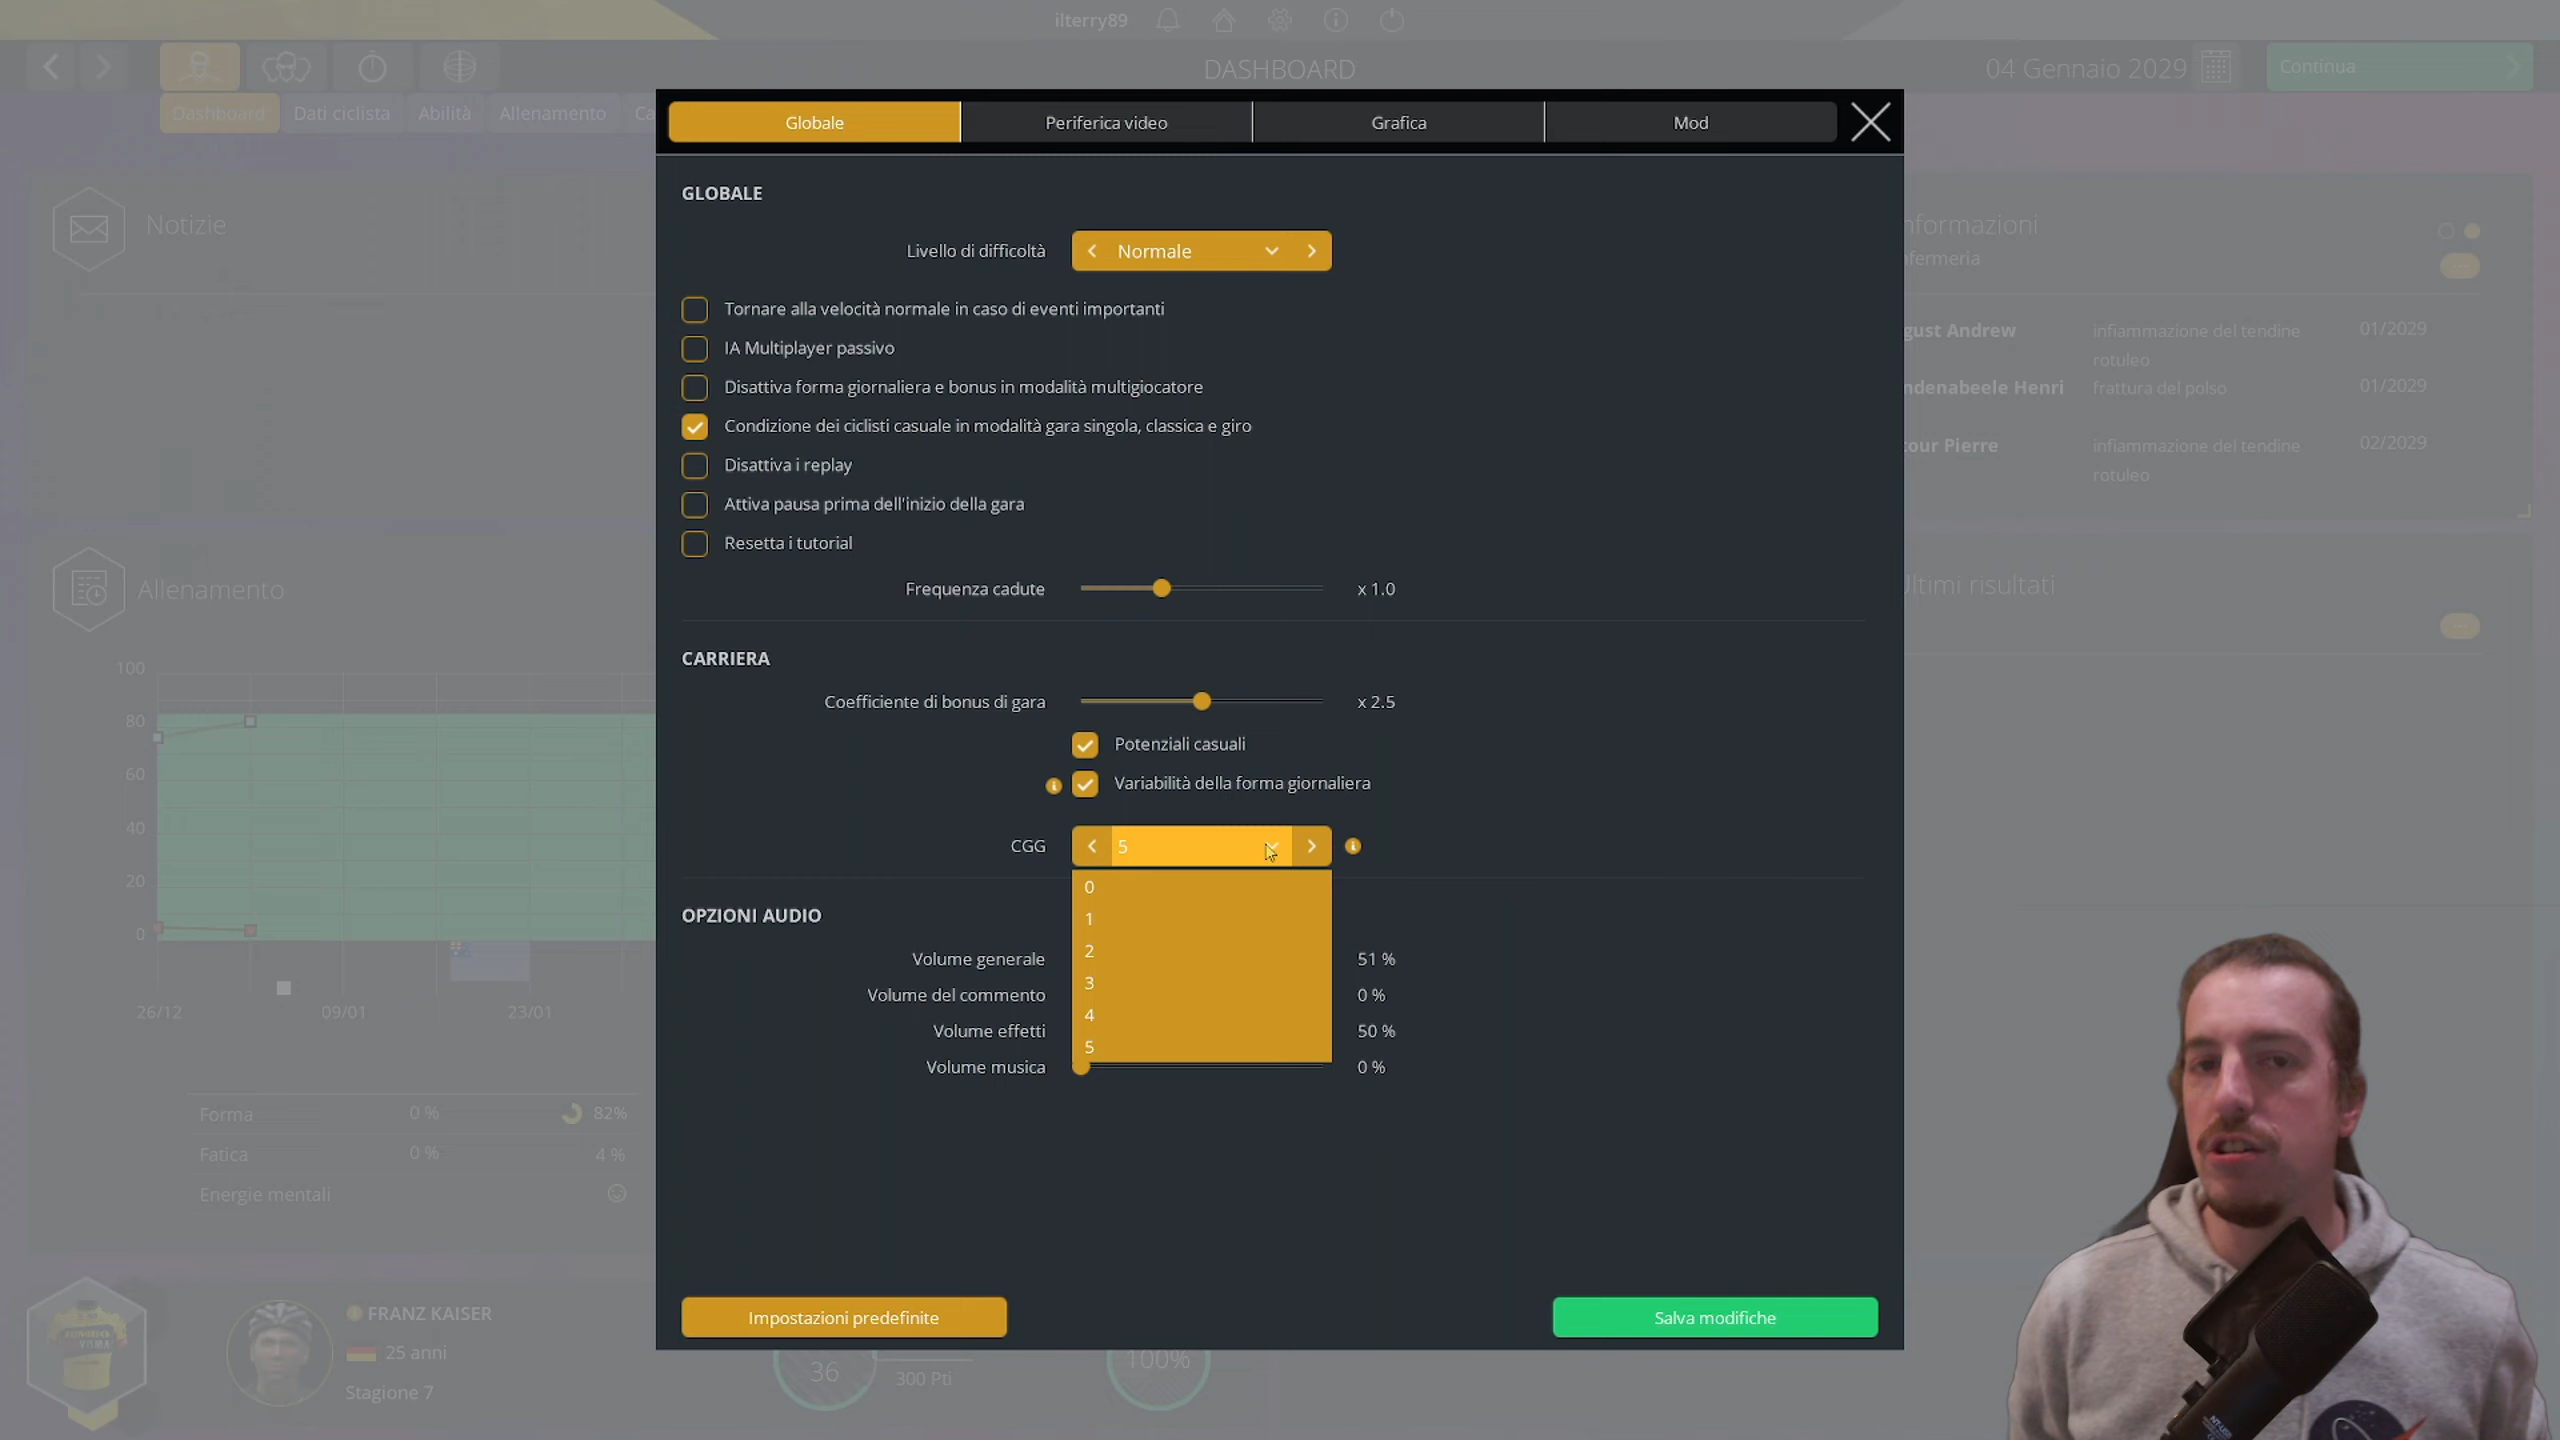 ilterry89
DASHBOARD
04 Gennaio 2029
Continua
Dashboard
Dati ciclista
Abilità
Allenamento
Ca
Globale
Periferica video
Grafica
Mod
Notizie
GLOBALE
Livello di difficoltà
Normale
Tornare alla velocità normale in caso di eventi importanti
IA Multiplayer passivo
Disattiva forma giornaliera e bonus in modalità multigiocatore
Condizione dei ciclisti casuale in modalità gara singola, classica e giro
Disattiva i replay
Attiva pausa prima dell'inizio della gara
Resetta i tutorial
Frequenza cadute
x 1.0
CARRIERA
Coefficiente di bonus di gara
x 2.5
Potenziali casuali
Variabilità della forma giornaliera
CGG
5
0
1
2
3
4
5
OPZIONI AUDIO
Volume generale
51 %
Volume del commento
0 %
Volume effetti
50 %
Volume musica
0 %
Impostazioni predefinite
Salva modifiche
nformazioni
nfermeria
gust Andrew
infiammazione del tendine
rotuleo
01/2029
ndenabeele Henri
frattura del polso
01/2029
tour Pierre
infiammazione del tendine
rotuleo
02/2029
Ultimi risultati
Allenamento
100
80
60
40
20
0
26/12
09/01
23/01
Forma
0 %
82%
Fatica
0 %
4 %
Energie mentali
FRANZ KAISER
25 anni
Stagione 7
36
300 Pti
100%